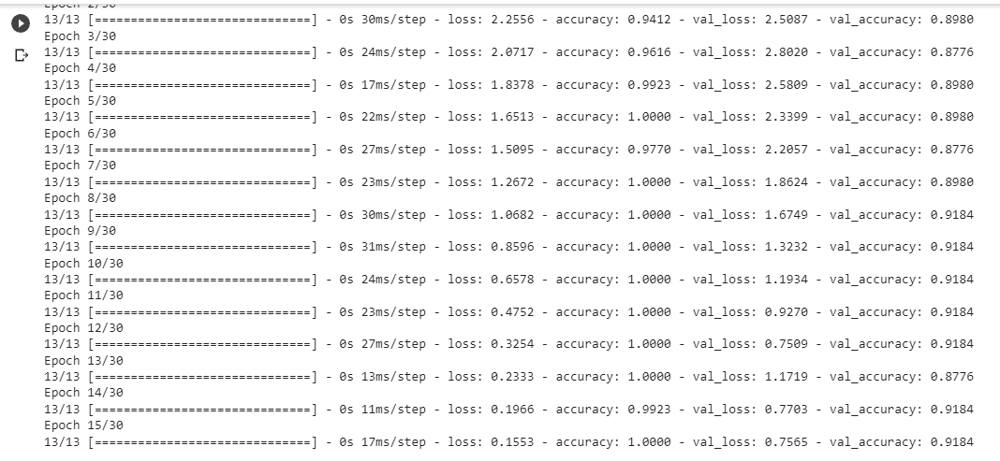 Epoch 2/30
13/13 [==============================] - 0s 30ms/step - loss: 2.2556 - accuracy: 0.9412 - val_loss: 2.5087 - val_accuracy: 0.8980
Epoch 3/30
13/13 [==============================] - 0s 24ms/step - loss: 2.0717 - accuracy: 0.9616 - val_loss: 2.8020 - val_accuracy: 0.8776
Epoch 4/30
13/13 [==============================] - 0s 17ms/step - loss: 1.8378 - accuracy: 0.9923 - val_loss: 2.5809 - val_accuracy: 0.8980
Epoch 5/30
13/13 [==============================] - 0s 22ms/step - loss: 1.6513 - accuracy: 1.0000 - val_loss: 2.3399 - val_accuracy: 0.8980
Epoch 6/30
13/13 [==============================] - 0s 27ms/step - loss: 1.5095 - accuracy: 0.9770 - val_loss: 2.2057 - val_accuracy: 0.8776
Epoch 7/30
13/13 [==============================] - 0s 23ms/step - loss: 1.2672 - accuracy: 1.0000 - val_loss: 1.8624 - val_accuracy: 0.8980
Epoch 8/30
13/13 [==============================] - 0s 30ms/step - loss: 1.0682 - accuracy: 1.0000 - val_loss: 1.6749 - val_accuracy: 0.9184
Epoch 9/30
13/13 [==============================] - 0s 31ms/step - loss: 0.8596 - accuracy: 1.0000 - val_loss: 1.3232 - val_accuracy: 0.9184
Epoch 10/30
13/13 [==============================] - 0s 24ms/step - loss: 0.6578 - accuracy: 1.0000 - val_loss: 1.1934 - val_accuracy: 0.9184
Epoch 11/30
13/13 [==============================] - 0s 23ms/step - loss: 0.4752 - accuracy: 1.0000 - val_loss: 0.9270 - val_accuracy: 0.9184
Epoch 12/30
13/13 [==============================] - 0s 27ms/step - loss: 0.3254 - accuracy: 1.0000 - val_loss: 0.7509 - val_accuracy: 0.9184
Epoch 13/30
13/13 [==============================] - 0s 13ms/step - loss: 0.2333 - accuracy: 1.0000 - val_loss: 1.1719 - val_accuracy: 0.8776
Epoch 14/30
13/13 [==============================] - 0s 11ms/step - loss: 0.1966 - accuracy: 0.9923 - val_loss: 0.7703 - val_accuracy: 0.9184
Epoch 15/30
13/13 [==============================] - 0s 17ms/step - loss: 0.1553 - accuracy: 1.0000 - val_loss: 0.7565 - val_accuracy: 0.9184